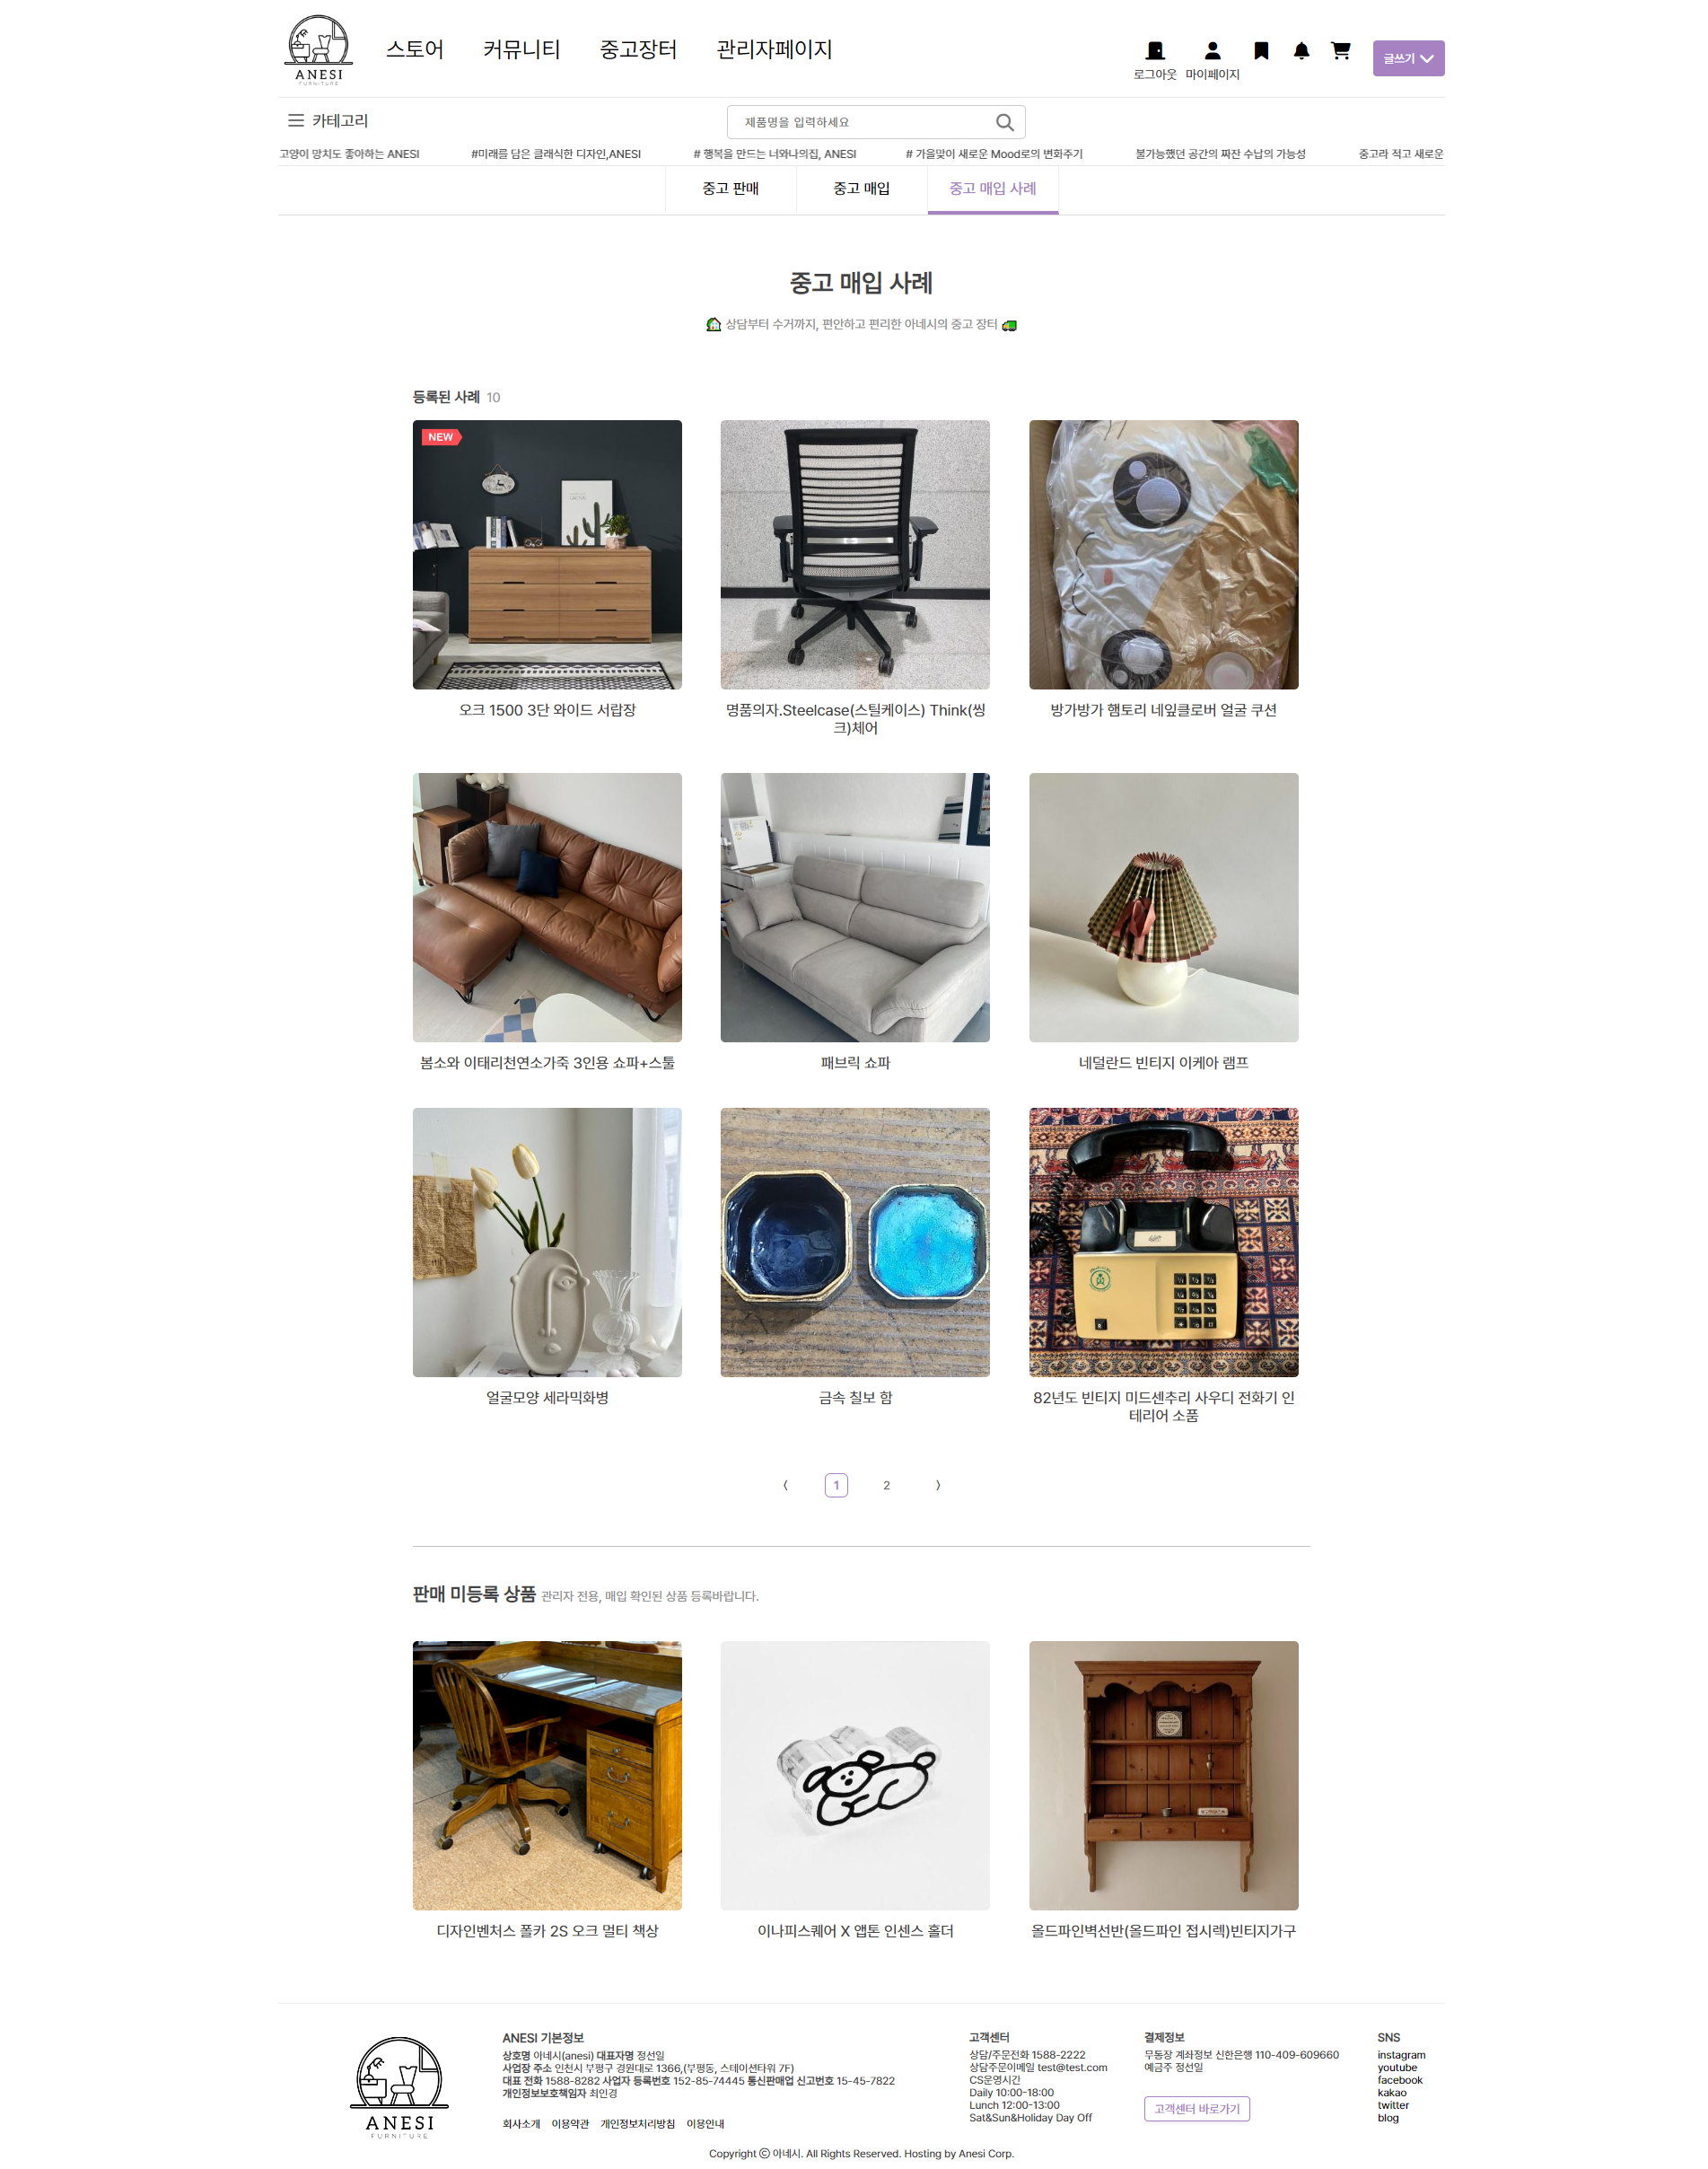 ANESI
FURNITURE
스토어 커뮤니티 중고장터 관리자페이지
로그아웃 마이페이지
글쓰기
카테고리
제품명을 입력하세요
고양이 망치도 좋아하는 ANESI #미래를 담은 클래식한 디자인,ANESI # 행복을 만드는 너와나의집, ANESI # 가을맞이 새로운 Mood로의 변화주기 불가능했던 공간의 짜잔 수납의 가능성 중고라 적고 새로운
중고 판매 중고 매입 중고 매입 사례
중고 매입 사례
상담부터 수거까지, 편안하고 편리한 아네시의 중고 장터
등록된 사례 10
NEW
오크 1500 3단 와이드 서랍장
명품의자.Steelcase(스틸케이스) Think(씽
크)체어
방가방가 햄토리 네잎클로버 얼굴 쿠션
봄소와 이태리천연소가죽 3인용 쇼파+스툴
패브릭 쇼파
네덜란드 빈티지 이케아 램프
얼굴모양 세라믹화병
금속 칠보 함
82년도 빈티지 미드센추리 사우디 전화기 인
테리어 소품
〈 1 2 〉
판매 미등록 상품 관리자 전용, 매입 확인된 상품 등록바랍니다.
디자인벤처스 폴카 2S 오크 멀티 책상
이나피스퀘어 X 앱톤 인센스 홀더
올드파인벽선반(올드파인 접시렉)빈티지가구
ANESI
FURNITURE
ANESI 기본정보
상호명 아네시(anesi) 대표자명 정선일
사업장 주소 인천시 부평구 경원대로 1366,(부평동, 스테이션타워 7F)
대표 전화 1588-8282 사업자 등록번호 152-85-74445 통신판매업 신고번호 15-45-7822
개인정보보호책임자 최인경
회사소개 이용약관 개인정보처리방침 이용안내
고객센터
상담/주문전화 1588-2222
상담주문이메일 test@test.com
CS운영시간
Daily 10:00-18:00
Lunch 12:00-13:00
Sat&Sun&Holiday Day Off
결제정보
무통장 계좌정보 신한은행 110-409-609660
예금주 정선일
고객센터 바로가기
SNS
instagram
youtube
facebook
kakao
twitter
blog
Copyright ⓒ 아네시. All Rights Reserved. Hosting by Anesi Corp.